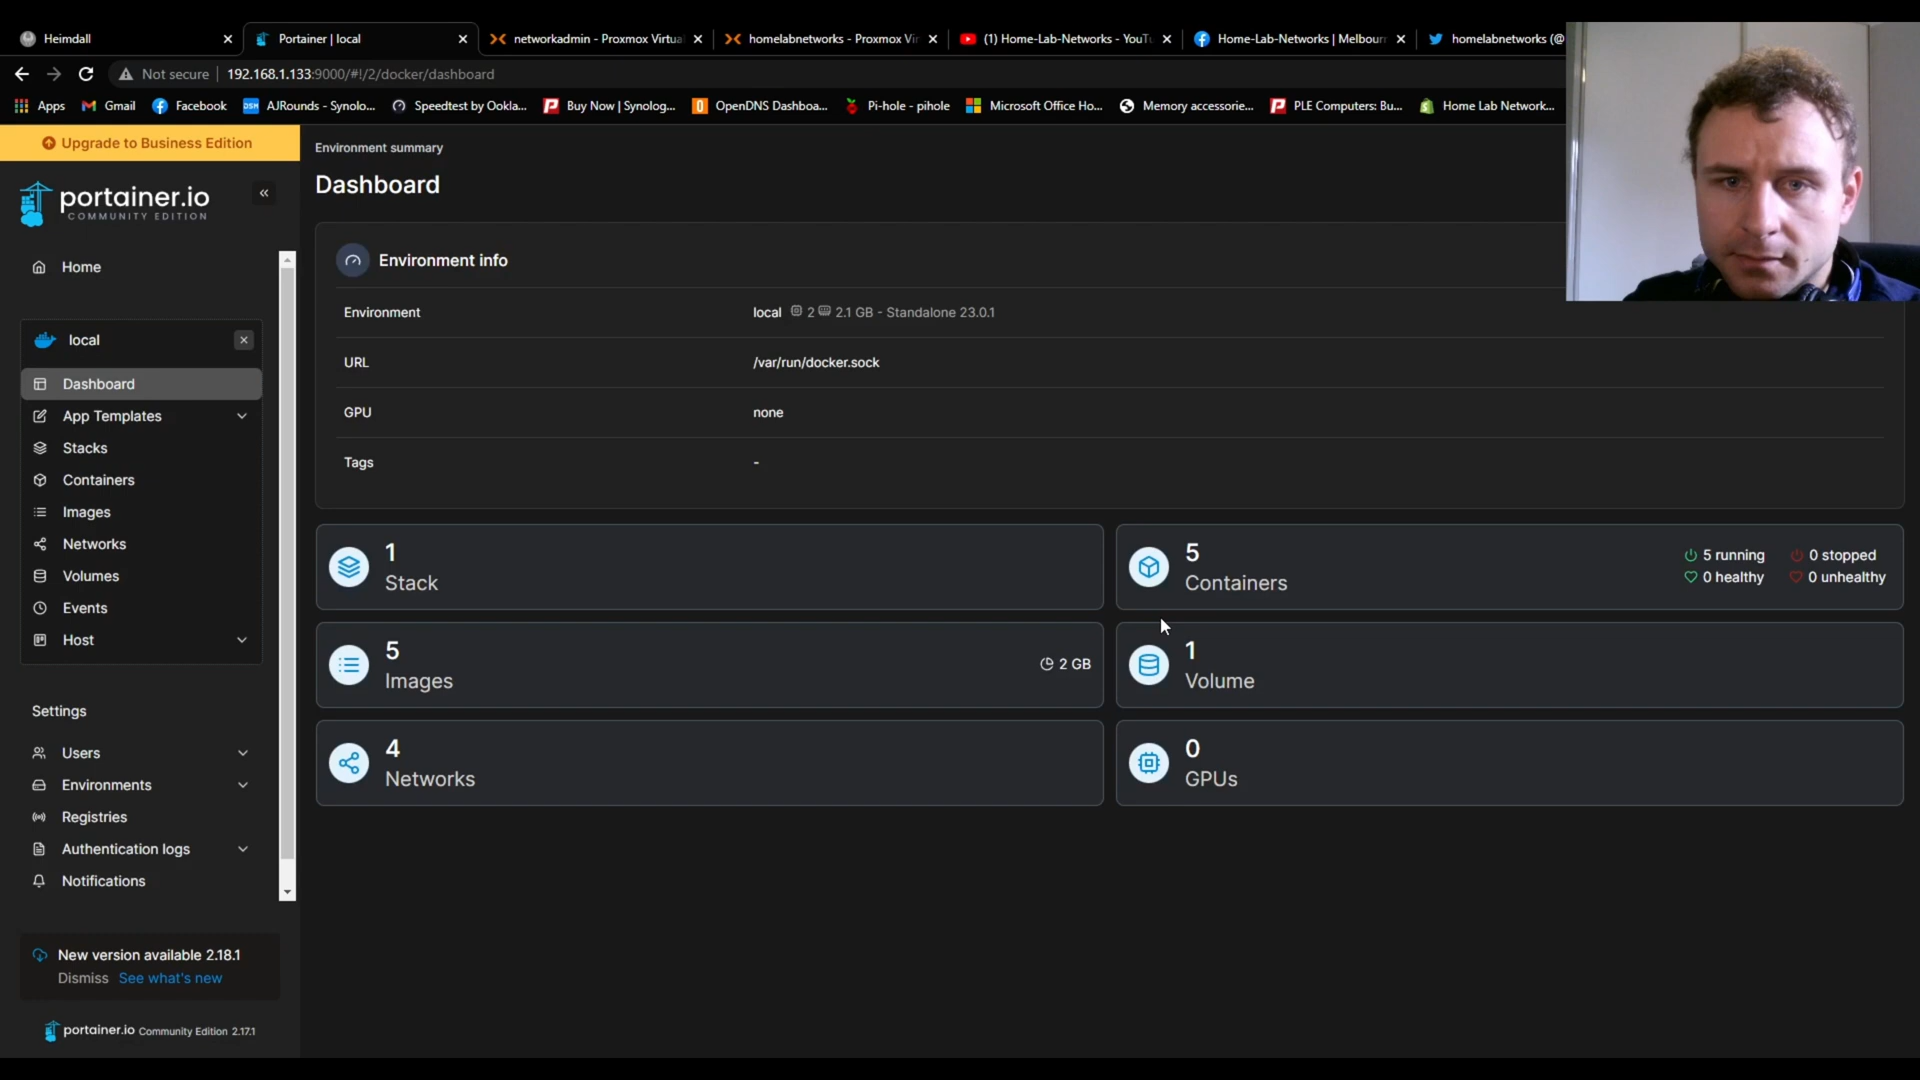 Heimdall
Portainer | local
networkadmin - Proxmox Virtua
homelabnetworks - Proxmox Vir
(1) Home-Lab-Networks - YouTu
Home-Lab-Networks | Melbour
homelabnetworks (@
Not secure
192.168.1.133:9000/#!/2/docker/dashboard
Apps
Gmail
Facebook
DSM
AJRounds - Synolo...
Speedtest by Ookla...
Buy Now | Synolog...
OpenDNS Dashboa...
Pi-hole - pihole
Microsoft Office Ho...
Memory accessorie...
PLE Computers: Bu...
Home Lab Network...
Upgrade to Business Edition
portainer.io
COMMUNITY EDITION
Home
local
Dashboard
App Templates
Stacks
Containers
Images
Networks
Volumes
Events
Host
Settings
Users
Environments
Registries
Authentication logs
Notifications
New version available 2.18.1
Dismiss See what's new
portainer.io Community Edition 2.17.1
Environment summary
Dashboard
Environment info
Environment local 2 2.1 GB - Standalone 23.0.1
URL /var/run/docker.sock
GPU none
Tags -
1
Stack
5
Containers
5 running 0 stopped
0 healthy 0 unhealthy
5
Images
2 GB
1
Volume
4
Networks
0
GPUs